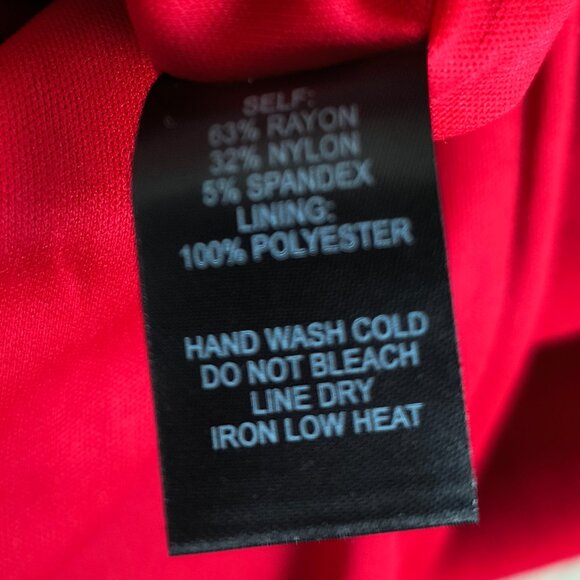 SELF:
63% RAYON
32% NYLON
5% SPANDEX
LINING:
100% POLYESTER
HAND WASH COLD
DO NOT BLEACH
LINE DRY
IRON LOW HEAT